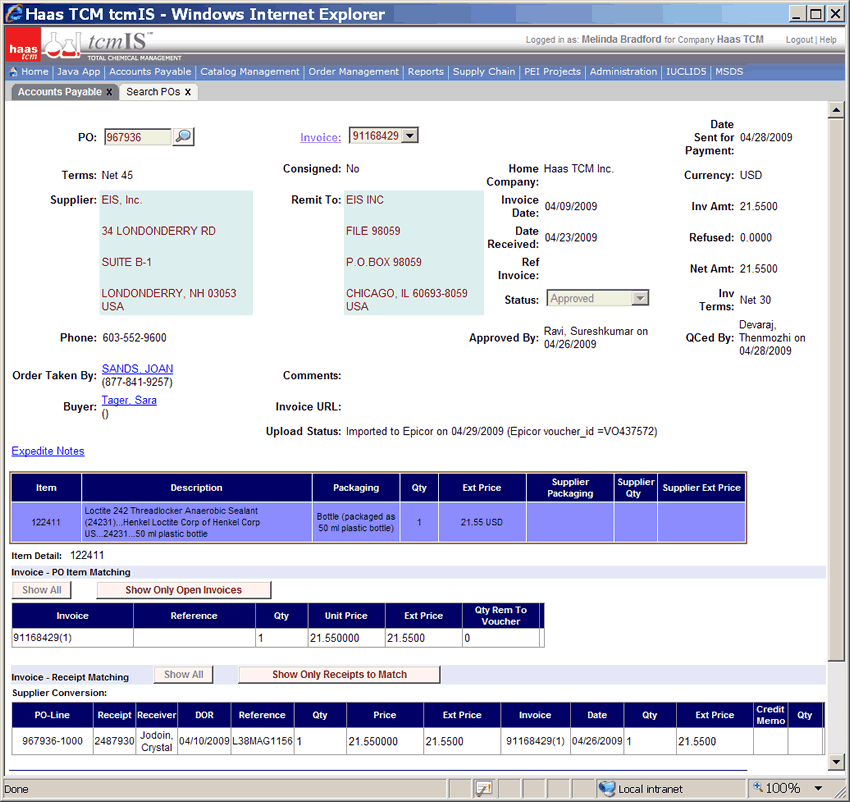 Haas TCM tcmIS - Windows Internet Explorer
haas tcm
tcmIS™
TOTAL CHEMICAL MANAGEMENT
Logged in as: Melinda Bradford for Company Haas TCM Logout | Help
Home | Java App | Accounts Payable | Catalog Management | Order Management | Reports | Supply Chain | PEI Projects | Administration | IUCLID5 | MSDS
Accounts Payable x Search POs x
PO: 967936 Invoice: 91168429 Date Sent for Payment: 04/28/2009
Terms: Net 45 Consigned: No Home Company: Haas TCM Inc. Currency: USD
Supplier: EIS, Inc.
34 LONDONDERRY RD
SUITE B-1
LONDONDERRY, NH 03053
USA
Remit To: EIS INC
FILE 98059
P.O.BOX 98059
CHICAGO, IL 60693-8059
USA
Invoice Date: 04/09/2009 Inv Amt: 21.5500
Date Received: 04/23/2009 Refused: 0.0000
Ref Invoice: Net Amt: 21.5500
Status: Approved Inv Terms: Net 30
Phone: 603-552-9600 Approved By: Ravi, Sureshkumar on 04/26/2009 QCed By: Devaraj, Thenmozhi on 04/28/2009
Order Taken By: SANDS, JOAN
(877-841-9257)
Comments:
Buyer: Tager, Sara
()
Invoice URL:
Upload Status: Imported to Epicor on 04/29/2009 (Epicor voucher_id =VO437572)
Expedite Notes
Item Description Packaging Qty Ext Price Supplier Packaging Supplier Qty Supplier Ext Price
122411 Loctite 242 Threadlocker Anaerobic Sealant (24231)...Henkel Loctite Corp of Henkel Corp US...24231...50 ml plastic bottle Bottle (packaged as 50 ml plastic bottle) 1 21.55 USD
Item Detail: 122411
Invoice - PO Item Matching
Show All Show Only Open Invoices
Invoice Reference Qty Unit Price Ext Price Qty Rem To Voucher
91168429(1) 1 21.550000 21.5500 0
Invoice - Receipt Matching Show All Show Only Receipts to Match
Supplier Conversion:
PO-Line Receipt Receiver DOR Reference Qty Price Ext Price Invoice Date Qty Ext Price Credit Memo Qty
967936-1000 2487930 Jodoin, Crystal 04/10/2009 L38MAG1156 1 21.550000 21.5500 91168429(1) 04/26/2009 1 21.5500
Done Local intranet 100%